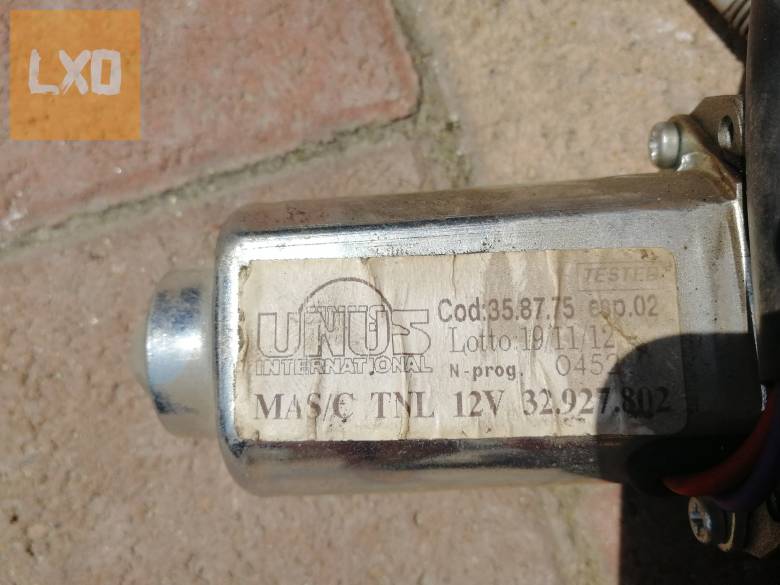 LXO
TESTED
UNUS
INTERNATIONAL
Cod:35.87.75 esp.02
Lotto:19/11/12
N-prog. 0452
MAS/C TNL 12V 32.927.802